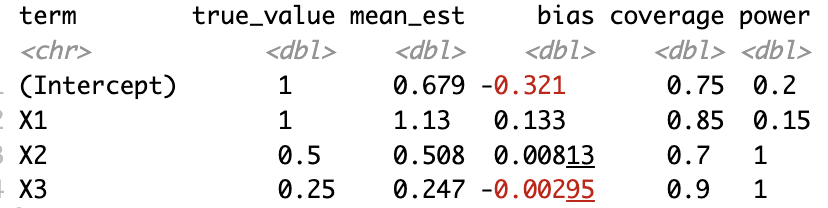 term true_value mean_est bias coverage power
<chr> <dbl> <dbl> <dbl> <dbl> <dbl>
(Intercept) 1 0.679 -0.321 0.75 0.2
X1 1 1.13 0.133 0.85 0.15
X2 0.5 0.508 0.00813 0.7 1
X3 0.25 0.247 -0.00295 0.9 1